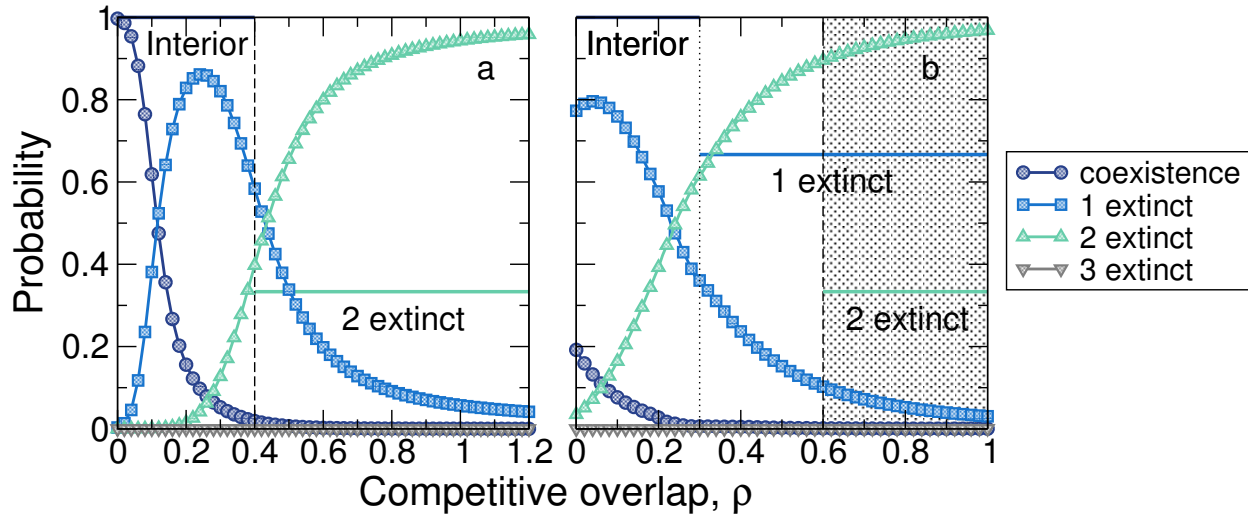 1
0.8
0.6
0.4
0.2
0
Probability
Interior
a
2 extinct
0 0.2 0.4 0.6 0.8 1 1.2
Interior
b
1 extinct
2 extinct
0 0.2 0.4 0.6 0.8 1
Competitive overlap, ρ
coexistence
1 extinct
2 extinct
3 extinct